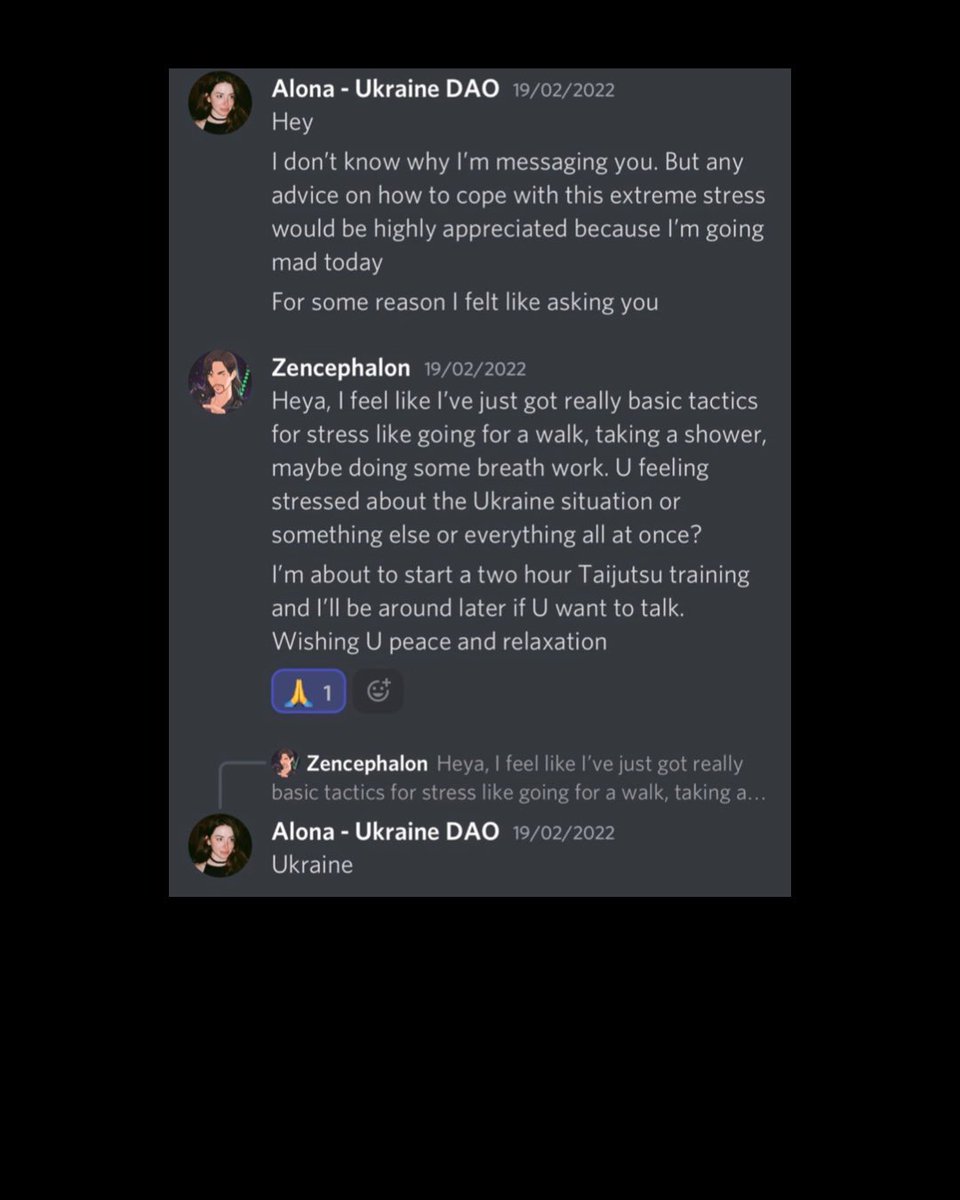 Alona - Ukraine DAO 19/02/2022
Hey
I don't know why I'm messaging you. But any
advice on how to cope with this extreme stress
would be highly appreciated because I'm going
mad today
For some reason I felt like asking you
Zencephalon 19/02/2022
Heya, I feel like I've just got really basic tactics
for stress like going for a walk, taking a shower,
maybe doing some breath work. U feeling
stressed about the Ukraine situation or
something else or everything all at once?
I'm about to start a two hour Taijutsu training
and I'll be around later if U want to talk.
Wishing U peace and relaxation
🙏 1
Zencephalon Heya, I feel like I've just got really
basic tactics for stress like going for a walk, taking a...
Alona - Ukraine DAO 19/02/2022
Ukraine